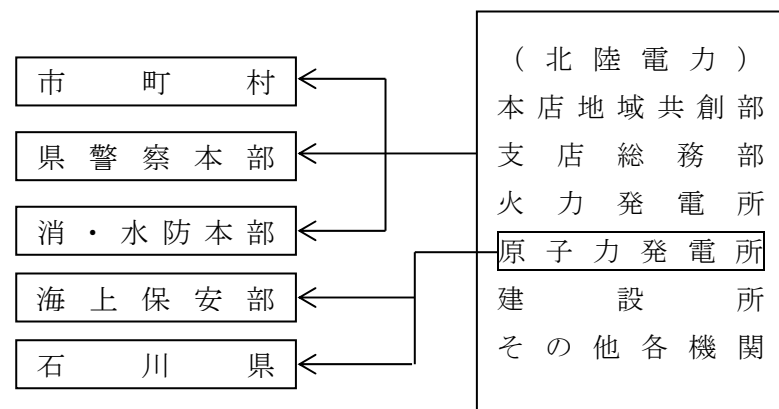 市町村
県警察本部
消・水防本部
海上保安部
石川県
(北陸電力)
本店地域共創部
支店総務部
火力発電所
原子力発電所
建設所
その他各機関